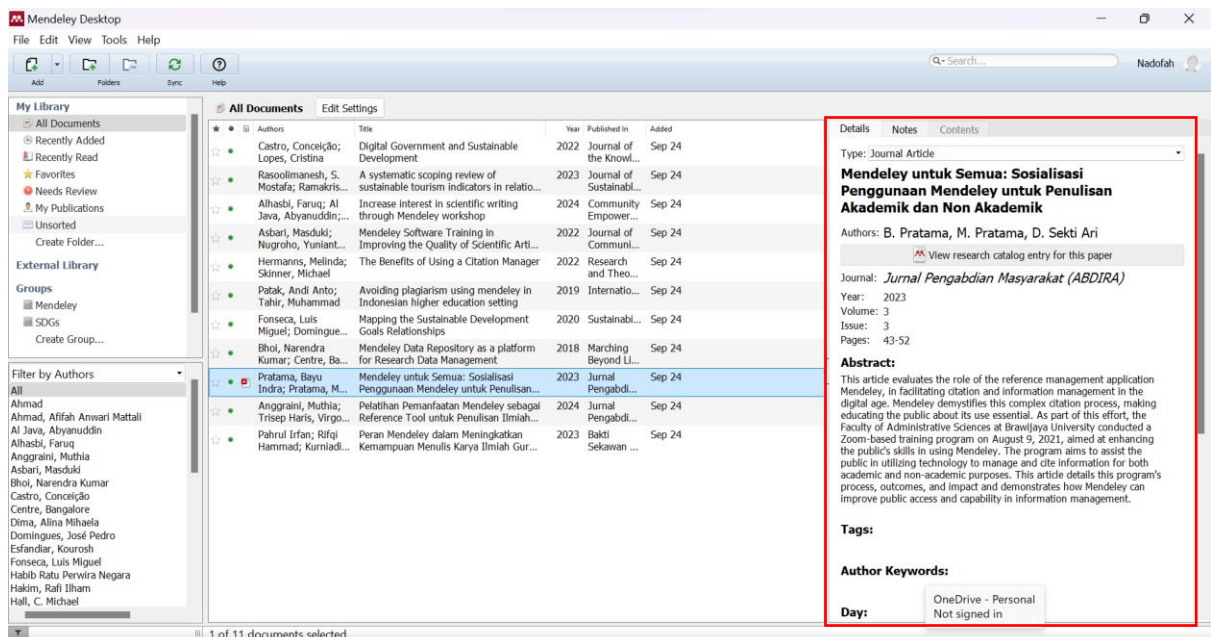 Mendeley Desktop
File Edit View Tools Help
Add Folders Sync Help
Search...
Nadofah
My Library
All Documents
Recently Added
Recently Read
Favorites
Needs Review
My Publications
Unsorted
Create Folder...
External Library
Groups
Mendeley
SDGs
Create Group...
Filter by Authors
All
Ahmad
Ahmad, Afifah Anwari Mattali
Al Java, Abyanuddin
Alhasbi, Faruq
Anggraini, Muthia
Asbari, Masduki
Bhoi, Narendra Kumar
Castro, Conceição
Centre, Bangalore
Dima, Alina Mihaela
Domingues, José Pedro
Esfandiar, Kourosh
Fonseca, Luis Miguel
Habib Ratu Perwira Negara
Hakim, Rafi Ilham
Hall, C. Michael
All Documents Edit Settings
Authors Title Year Published In Added
Castro, Conceição; Digital Government and Sustainable 2022 Journal of Sep 24
Lopes, Cristina Development the Knowl...
Rasoolimanesh, S. A systematic scoping review of 2023 Journal of Sep 24
Mostafa; Ramakris... sustainable tourism indicators in relatio... Sustainabl...
Alhasbi, Faruq; Al Increase interest in scientific writing 2024 Community Sep 24
Java, Abyanuddin;... through Mendeley workshop Empower...
Asbari, Masduki; Mendeley Software Training in 2022 Journal of Sep 24
Nugroho, Yuniant... Improving the Quality of Scientific Arti... Communi...
Hermanns, Melinda; The Benefits of Using a Citation Manager 2022 Research Sep 24
Skinner, Michael and Theo...
Patak, Andi Anto; Avoiding plagiarism using mendeley in 2019 Internatio... Sep 24
Tahir, Muhammad Indonesian higher education setting
Fonseca, Luis Mapping the Sustainable Development 2020 Sustainabi... Sep 24
Miguel; Domingue... Goals Relationships
Bhoi, Narendra Mendeley Data Repository as a platform 2018 Marching Sep 24
Kumar; Centre, Ba... for Research Data Management Beyond Li...
Pratama, Bayu Mendeley untuk Semua: Sosialisasi 2023 Jurnal Sep 24
Indra; Pratama, M... Penggunaan Mendeley untuk Penulisan... Pengabdi...
Anggraini, Muthia; Pelatihan Pemanfaatan Mendeley sebagai 2024 Jurnal Sep 24
Trisep Haris, Virgo... Reference Tool untuk Penulisan Ilmiah... Pengabdi...
Pahrul Irfan; Rifqi Peran Mendeley dalam Meningkatkan 2023 Bakti Sep 24
Hammad; Kurniadi... Kemampuan Menulis Karya Ilmiah Gur... Sekawan ...
1 of 11 documents selected
Details Notes Contents
Type: Journal Article
Mendeley untuk Semua: Sosialisasi
Penggunaan Mendeley untuk Penulisan
Akademik dan Non Akademik
Authors: B. Pratama, M. Pratama, D. Sekti Ari
View research catalog entry for this paper
Journal: Jurnal Pengabdian Masyarakat (ABDIRA)
Year: 2023
Volume: 3
Issue: 3
Pages: 43-52
Abstract:
This article evaluates the role of the reference management application
Mendeley, in facilitating citation and information management in the
digital age. Mendeley demystifies this complex citation process, making
educating the public about its use essential. As part of this effort, the
Faculty of Administrative Sciences at Brawijaya University conducted a
Zoom-based training program on August 9, 2021, aimed at enhancing
the public's skills in using Mendeley. The program aims to assist the
public in utilizing technology to manage and cite information for both
academic and non-academic purposes. This article details this program's
process, outcomes, and impact and demonstrates how Mendeley can
improve public access and capability in information management.
Tags:
Author Keywords:
OneDrive - Personal
Not signed in
Day: